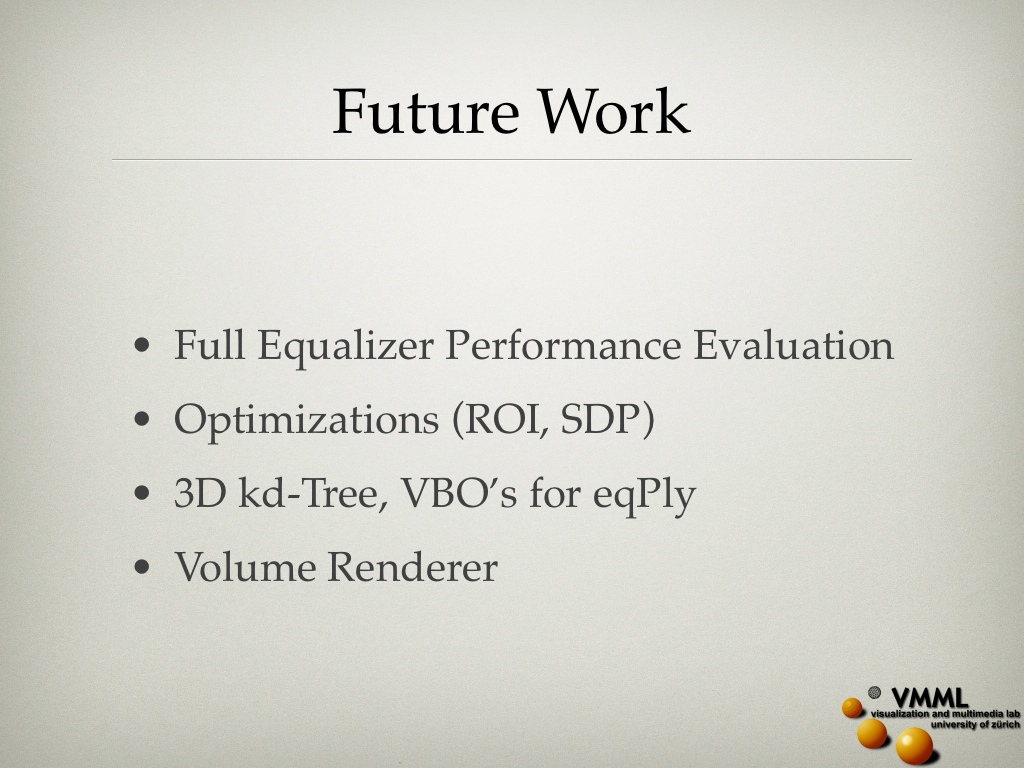 Future Work
• Full Equalizer Performance Evaluation
• Optimizations (ROI, SDP)
• 3D kd-Tree, VBO’s for eqPly
• Volume Renderer
VMML
visualization and multimedia lab
university of zürich